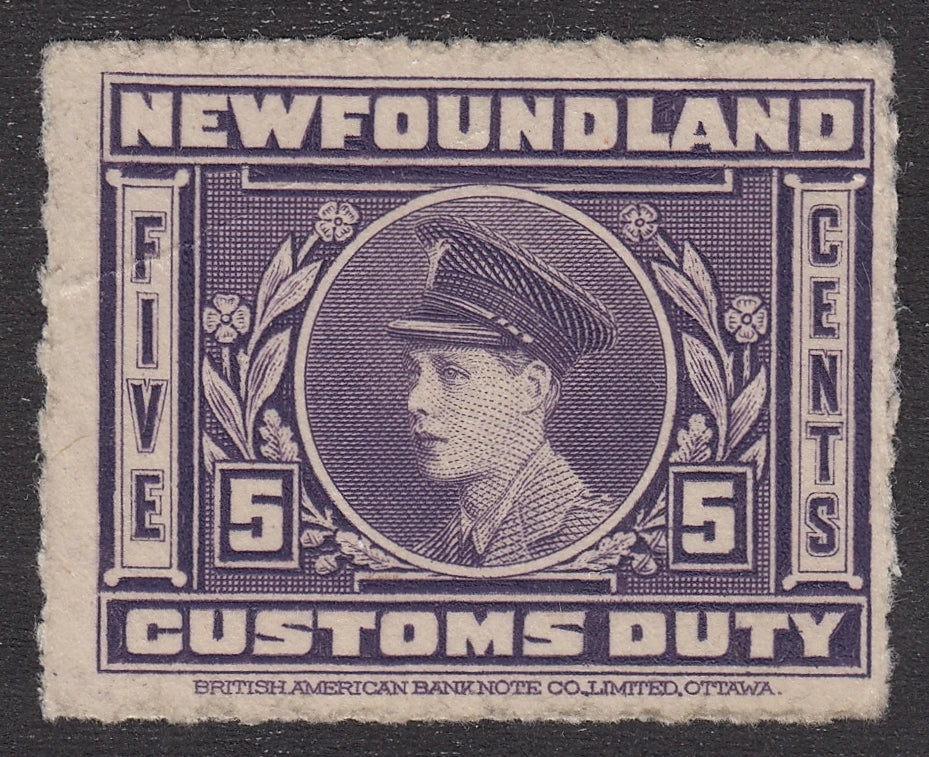 NEWFOUNDLAND
FIVE
CENTS
5
5
CUSTOMS DUTY
BRITISH AMERICAN BANK NOTE CO., LIMITED, OTTAWA.